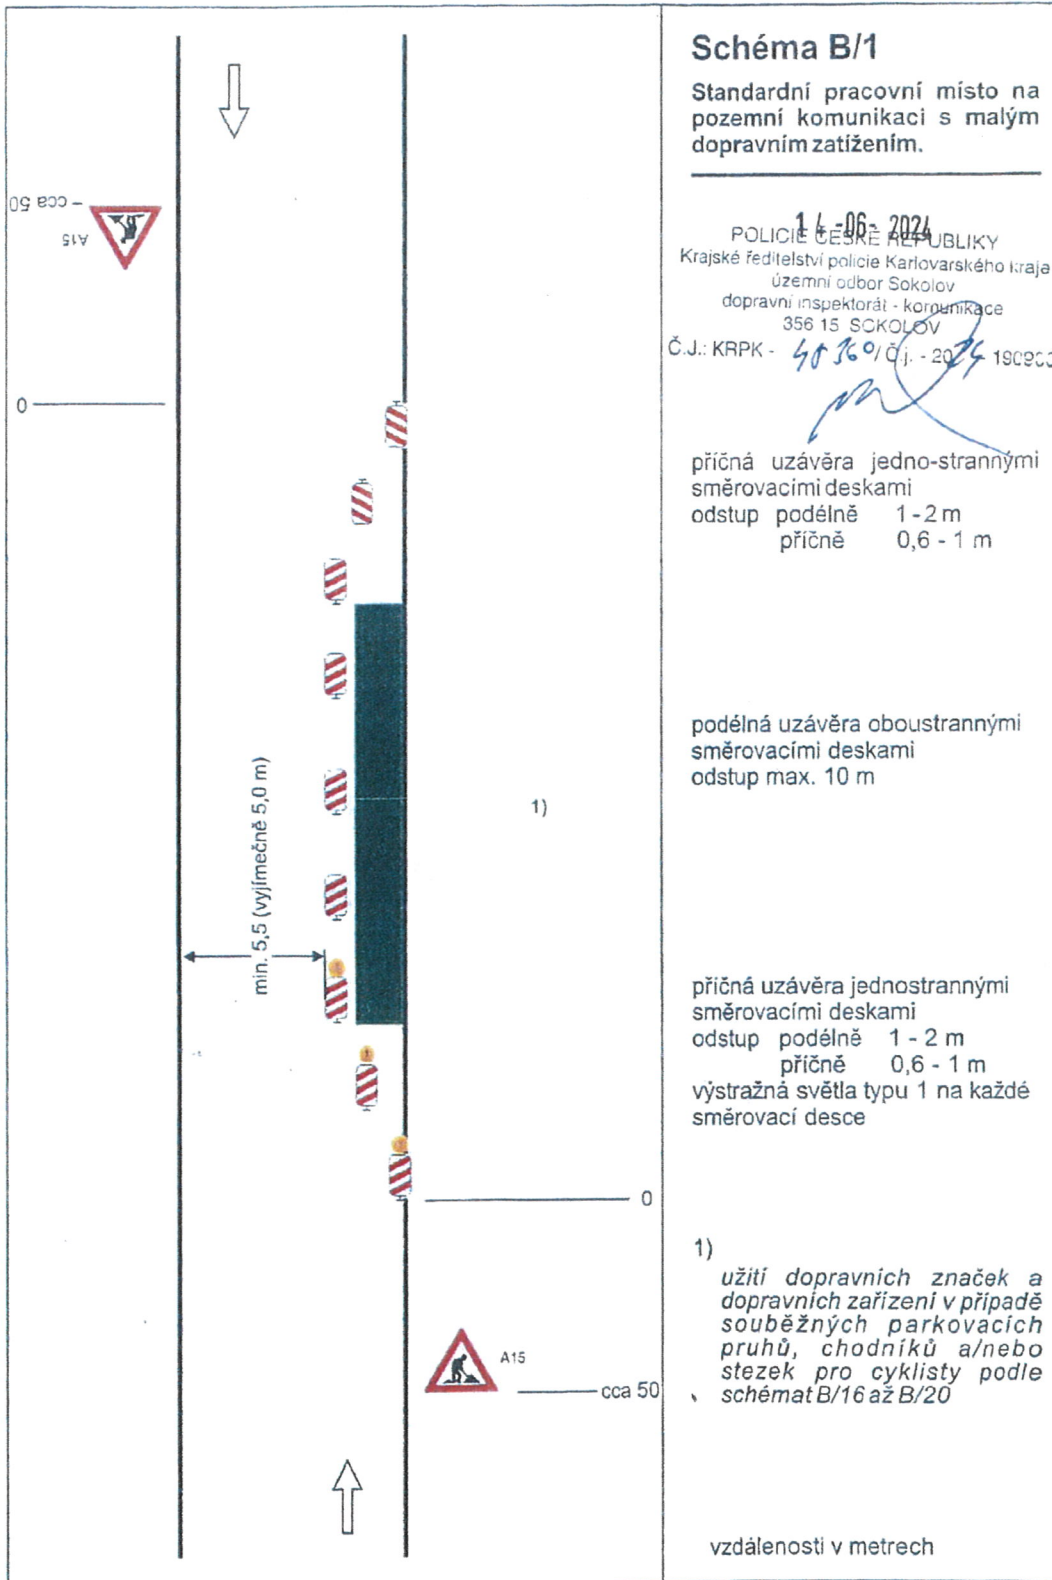 Schéma B/1
Standardní pracovní místo na
pozemní komunikaci s malým
dopravním zatížením.
14 -06- 2024
POLICIE ČESKÉ REPUBLIKY
Krajské ředitelství policie Karlovarského kraje
územní odbor Sokolov
dopravní inspektorát - komunikace
356 15 SOKOLOV
Č.J.: KRPK - /Č.j. - 2024
příčná uzávěra jedno-strannými
směrovacími deskami
odstup podélně 1 - 2 m
příčně 0,6 - 1 m
podélná uzávěra oboustrannými
směrovacími deskami
odstup max. 10 m
příčná uzávěra jednostrannými
směrovacími deskami
odstup podélně 1 - 2 m
příčně 0,6 - 1 m
výstražná světla typu 1 na každé
směrovací desce
1)
užití dopravních značek a
dopravních zařízení v případě
souběžných parkovacích
pruhů, chodníků a/nebo
stezek pro cyklisty podle
schémat B/16 až B/20
vzdálenosti v metrech
cca 50
A15
0
min. 5,5 (vyjímečně 5,0 m)
1)
0
A15
cca 50